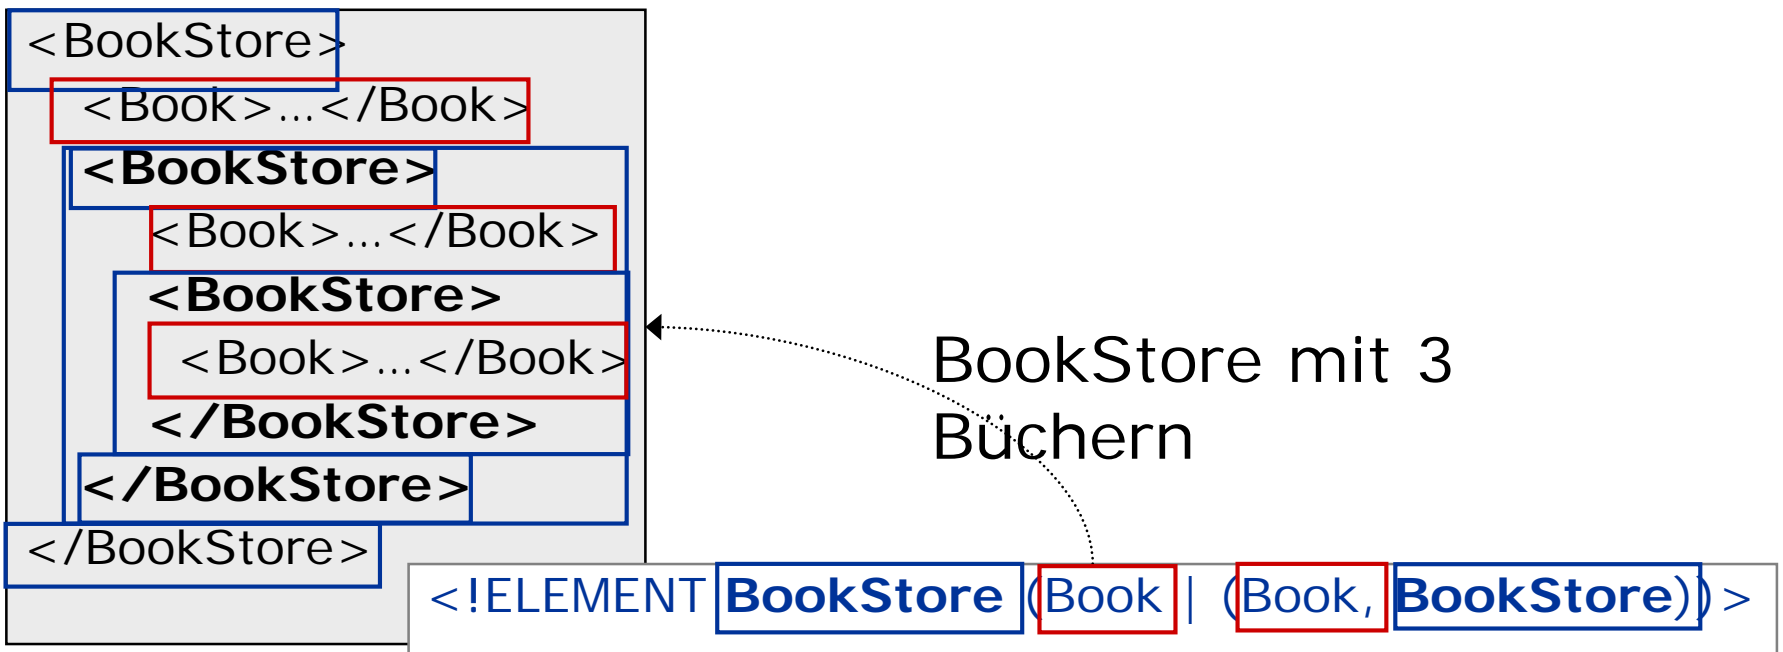 <BookStore>
<Book>...</Book>
<BookStore>
<Book>...</Book>
<BookStore>
<Book>...</Book>
</BookStore>
</BookStore>
</BookStore>
BookStore mit 3
Büchern
<!ELEMENT BookStore (Book | (Book, BookStore))>